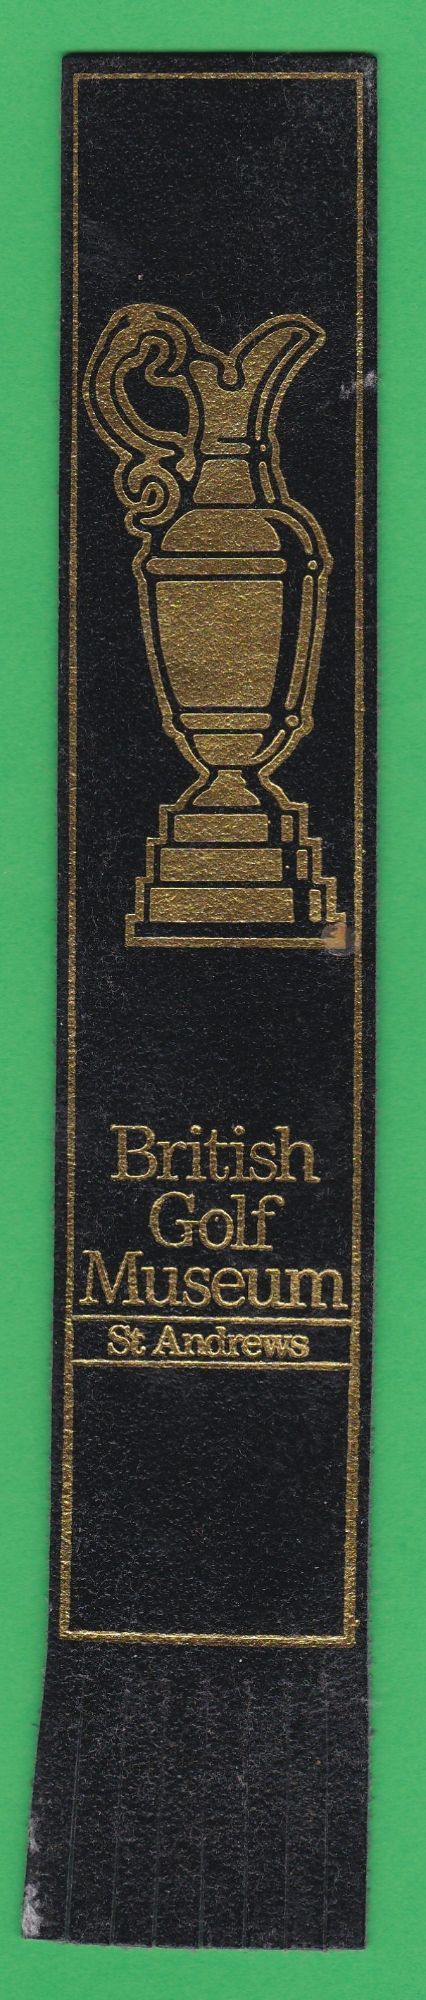 British
Golf
Museum
St Andrews